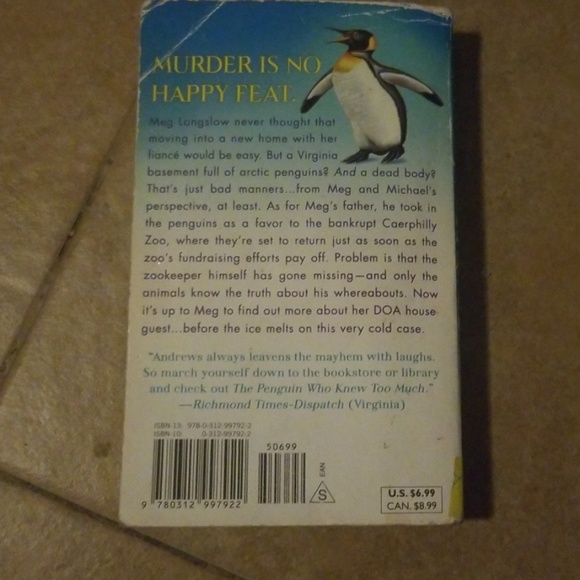 MURDER IS NO
HAPPY FEAT.
Meg Langslow never thought that
moving into a new home with her
fiancé would be easy. But a Virginia
basement full of arctic penguins? And a dead body?
That's just bad manners...from Meg and Michael's
perspective, at least. As for Meg's father, he took in
the penguins as a favor to the bankrupt Caerphilly
Zoo, where they're set to return just as soon as the
zoo's fundraising efforts pay off. Problem is that the
zookeeper himself has gone missing—and only the
animals know the truth about his whereabouts. Now
it's up to Meg to find out more about her DOA house-
guest...before the ice melts on this very cold case.
"Andrews always leavens the mayhem with laughs.
So march yourself down to the bookstore or library
and check out The Penguin Who Knew Too Much."
—Richmond Times-Dispatch (Virginia)
ISBN-13: 978-0-312-99792-2
ISBN-10: 0-312-99792-2
50699
EAN
S
9 780312 997922
U.S. $6.99
CAN. $8.99